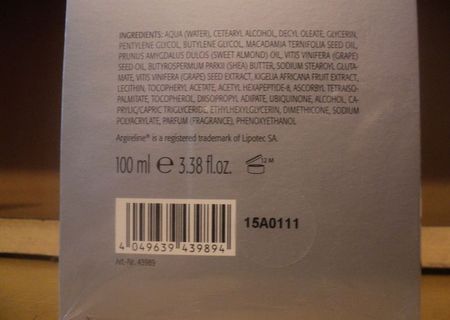 INGREDIENTS: AQUA (WATER), CETEARYL ALCOHOL, DECYL OLEATE, GLYCERIN,
PENTYLENE GLYCOL, BUTYLENE GLYCOL, MACADAMIA TERNIFOLIA SEED OIL,
PRUNUS AMYGDALUS DULCIS (SWEET ALMOND) OIL, VITIS VINIFERA (GRAPE)
SEED OIL, BUTYROSPERMUM PARKII (SHEA) BUTTER, SODIUM STEAROYL GLUTA-
MATE, VITIS VINIFERA (GRAPE) SEED EXTRACT, KIGELIA AFRICANA FRUIT EXTRACT,
LECITHIN, TOCOPHERYL ACETATE, ACETYL HEXAPEPTIDE-8, ASCORBYL TETRAISO-
PALMITATE, TOCOPHEROL, DIISOPROPYL ADIPATE, UBIQUINONE, ALCOHOL, CA-
PRYLIC/CAPRIC TRIGLYCERIDE, ETHYLHEXYLGLYCERIN, DIMETHICONE, SODIUM
POLYACRYLATE, PARFUM (FRAGRANCE), PHENOXYETHANOL
Argireline® is a registered trademark of Lipotec SA.
100 ml ℮ 3.38 fl.oz. 12 M
15A0111
4 049639 439894
Art.-Nr. 43989